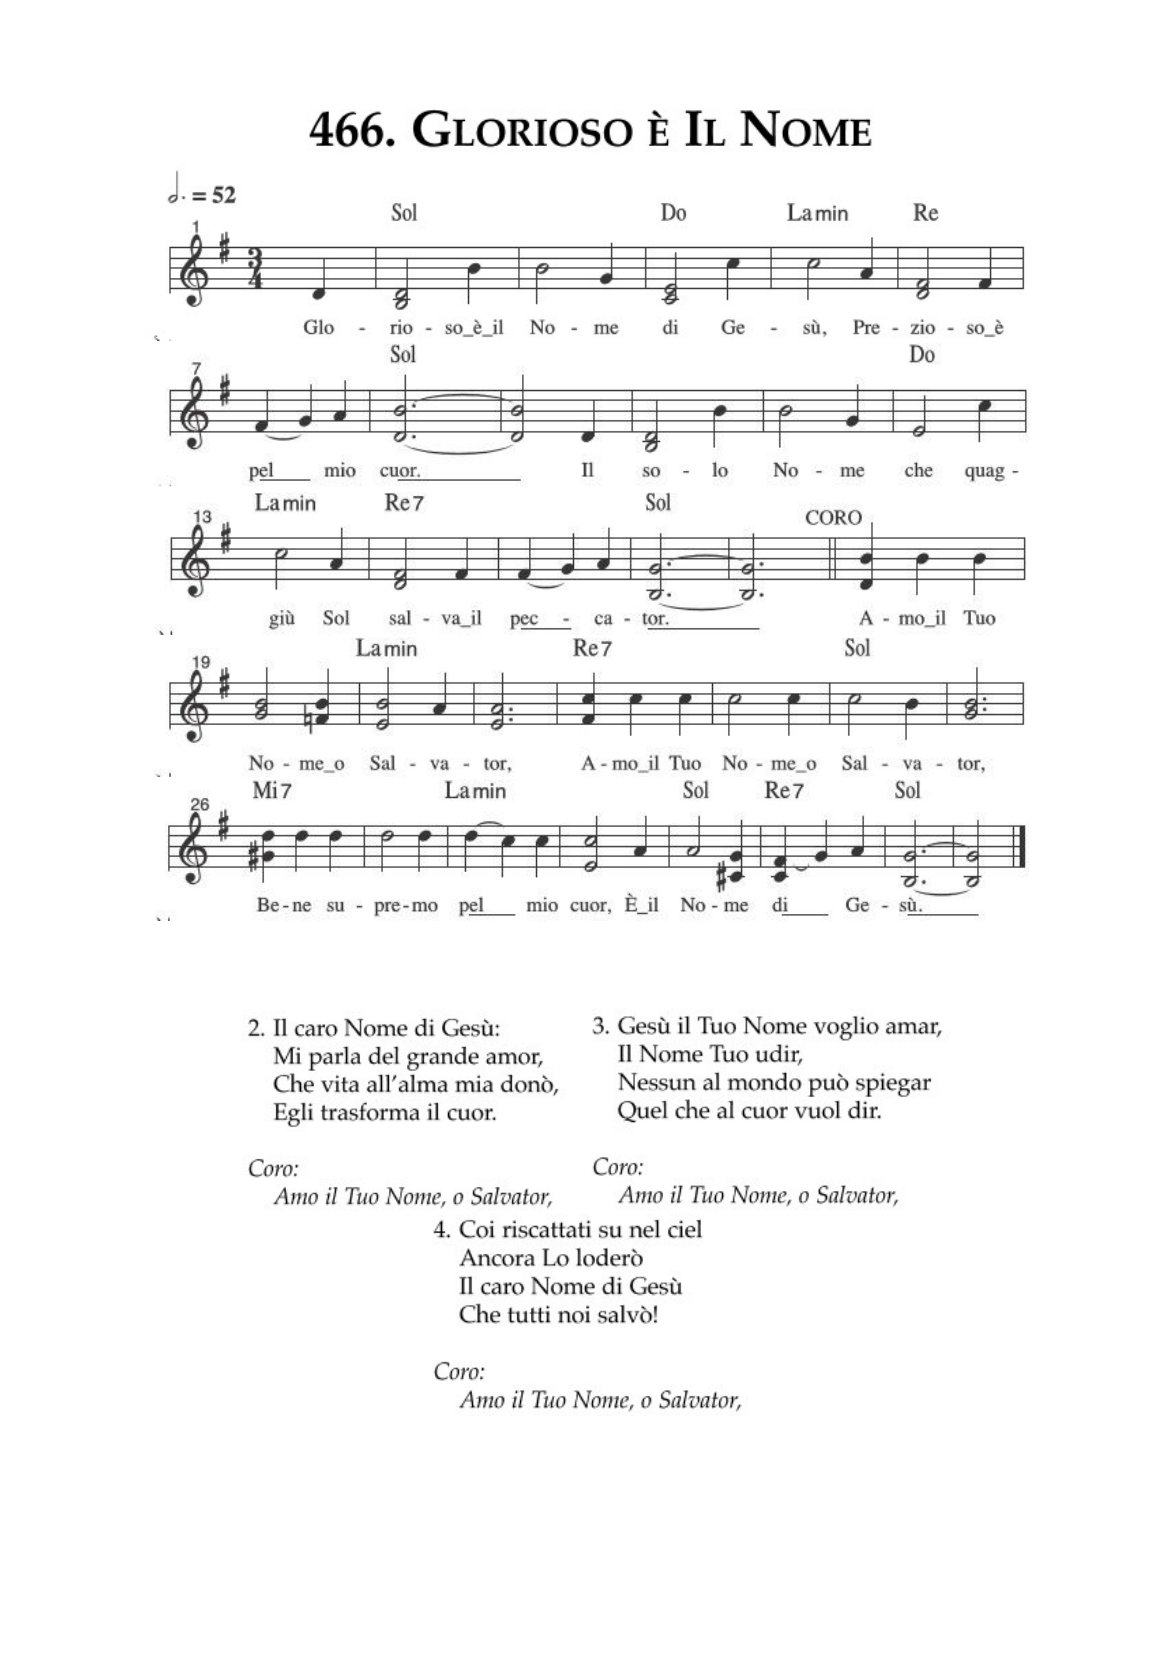 466. Glorioso è Il Nome
= 52
Sol Do Lamin Re
1
3
4
Glo - rio - so_è_il No - me di Ge - sù, Pre - zio - so_è
Sol Do
7
pel____ mio cuor.__________ Il so - lo No - me che quag -
Lamin Re7 Sol
13 CORO
giù Sol sal - va_il pec - ca - tor.________ A - mo_il Tuo
Lamin Re7 Sol
19
No - me_o Sal - va - tor, A - mo_il Tuo No - me_o Sal - va - tor,
Mi7 Lamin Sol Re7 Sol
26
Be - ne su - pre - mo pel___ mio cuor, È_il No - me di____ Ge - sù.______
2. Il caro Nome di Gesù:
Mi parla del grande amor,
Che vita all’alma mia donò,
Egli trasforma il cuor.
Coro:
Amo il Tuo Nome, o Salvator,
3. Gesù il Tuo Nome voglio amar,
Il Nome Tuo udir,
Nessun al mondo può spiegar
Quel che al cuor vuol dir.
Coro:
Amo il Tuo Nome, o Salvator,
4. Coi riscattati su nel ciel
Ancora Lo loderò
Il caro Nome di Gesù
Che tutti noi salvò!
Coro:
Amo il Tuo Nome, o Salvator,